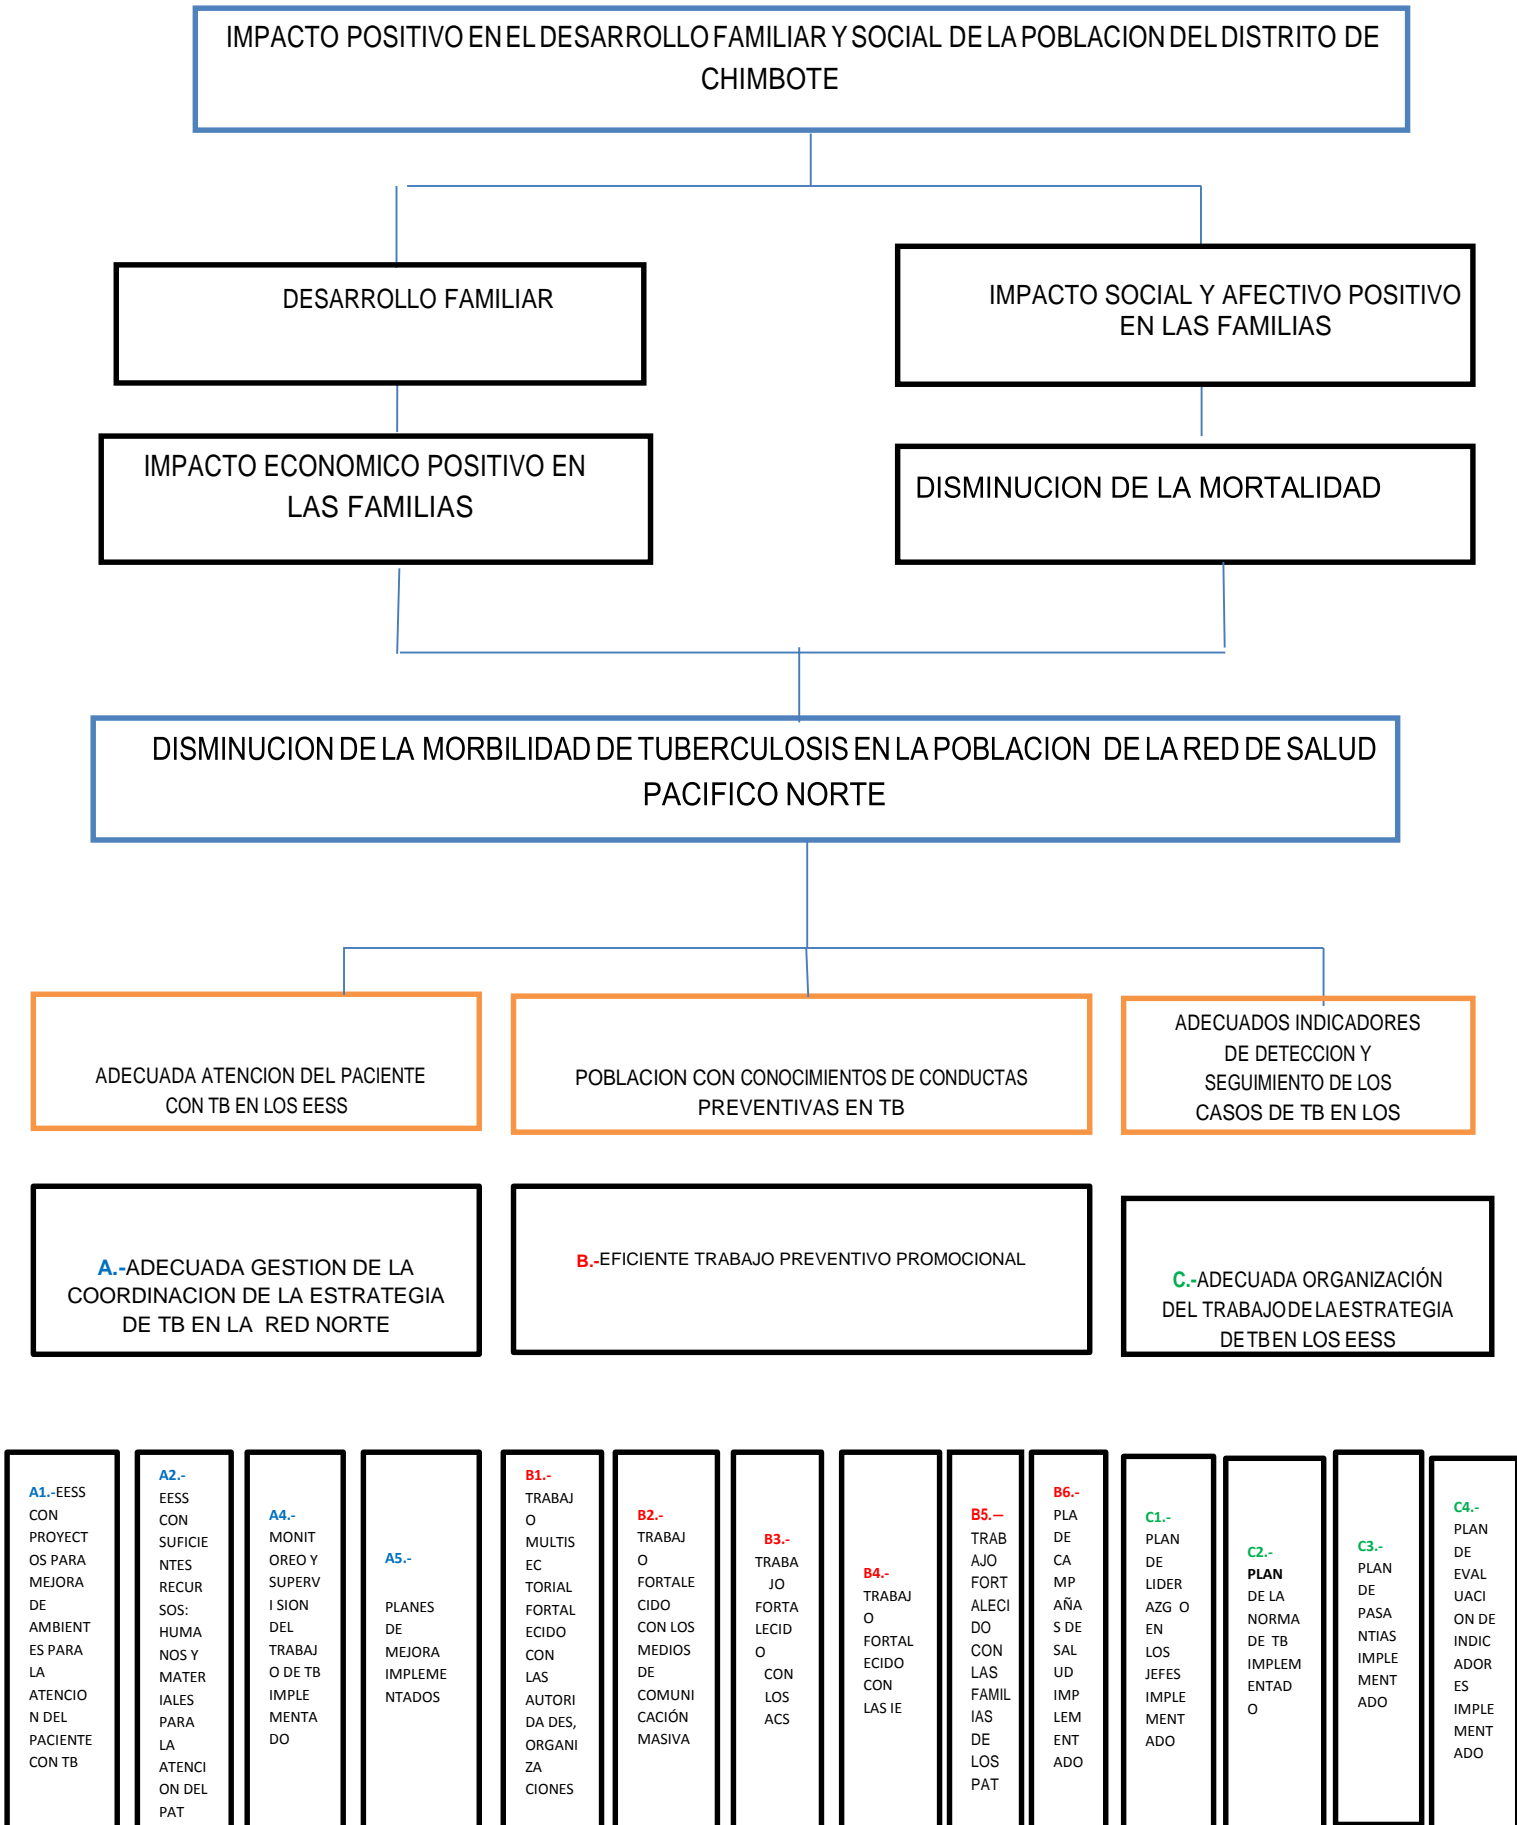 IMPACTO POSITIVO EN EL DESARROLLO FAMILIAR Y SOCIAL DE LA POBLACION DEL DISTRITO DE
CHIMBOTE
DESARROLLO FAMILIAR
IMPACTO SOCIAL Y AFECTIVO POSITIVO
EN LAS FAMILIAS
IMPACTO ECONOMICO POSITIVO EN
LAS FAMILIAS
DISMINUCION DE LA MORTALIDAD
DISMINUCION DE LA MORBILIDAD DE TUBERCULOSIS EN LA POBLACION DE LA RED DE SALUD
PACIFICO NORTE
ADECUADA ATENCION DEL PACIENTE
CON TB EN LOS EESS
POBLACION CON CONOCIMIENTOS DE CONDUCTAS
PREVENTIVAS EN TB
ADECUADOS INDICADORES
DE DETECCION Y
SEGUIMIENTO DE LOS
CASOS DE TB EN LOS
A.-ADECUADA GESTION DE LA
COORDINACION DE LA ESTRATEGIA
DE TB EN LA RED NORTE
B.-EFICIENTE TRABAJO PREVENTIVO PROMOCIONAL
C.-ADECUADA ORGANIZACIÓN
DEL TRABAJO DE LA ESTRATEGIA
DE TB EN LOS EESS
A1.-EESS
CON
PROYECT
OS PARA
MEJORA
DE
AMBIENT
ES PARA
LA
ATENCIO
N DEL
PACIENTE
CON TB
A2.-
EESS
CON
SUFICIE
NTES
RECUR
SOS:
HUMA
NOS Y
MATER
IALES
PARA
LA
ATENCI
ON DEL
PAT
A4.-
MONIT
OREO Y
SUPERV
I SION
DEL
TRABAJ
O DE TB
IMPLE
MENTA
DO
A5.-
PLANES
DE
MEJORA
IMPLEME
NTADOS
B1.-
TRABAJ
O
MULTIS
EC
TORIAL
FORTAL
ECIDO
CON
LAS
AUTORI
DA DES,
ORGANI
ZA
CIONES
B2.-
TRABAJ
O
FORTALE
CIDO
CON LOS
MEDIOS
DE
COMUNI
CACIÓN
MASIVA
B3.-
TRABA
JO
FORTA
LECID
O
CON
LOS
ACS
B4.-
TRABAJ
O
FORTAL
ECIDO
CON
LAS IE
B5.—
TRAB
AJO
FORT
ALECI
DO
CON
LAS
FAMIL
IAS
DE
LOS
PAT
B6.-
PLA
DE
CA
MP
AÑA
S DE
SAL
UD
IMP
LEM
ENT
ADO
C1.-
PLAN
DE
LIDER
AZG O
EN
LOS
JEFES
IMPLE
MENT
ADO
C2.-
PLAN
DE LA
NORMA
DE TB
IMPLEM
ENTAD
O
C3.-
PLAN
DE
PASA
NTIAS
IMPLE
MENT
ADO
C4.-
PLAN
DE
EVAL
UACI
ON DE
INDIC
ADOR
ES
IMPLE
MENT
ADO